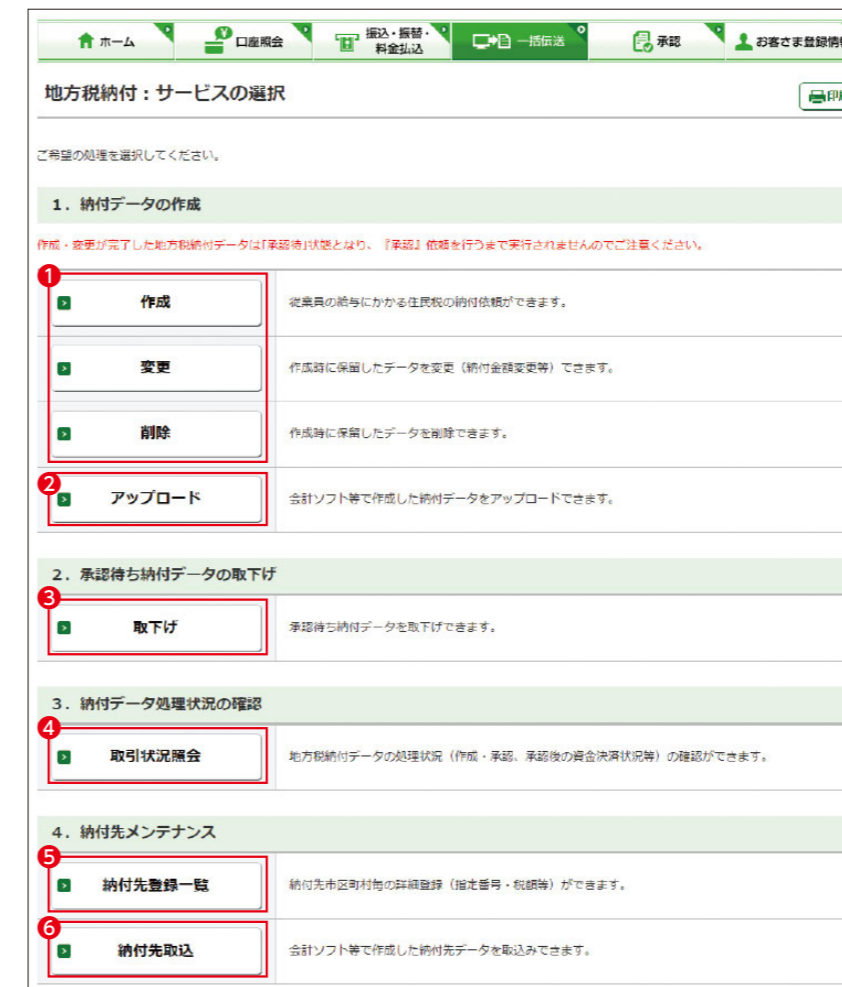 ホーム
口座照会
振込・振替・
料金払込
一括伝送
承認
お客さま登録情
地方税納付：サービスの選択
ご希望の処理を選択してください。
1．納付データの作成
作成・変更が完了した地方税納付データは「承認待」状態となり、『承認』依頼を行うまで実行されませんのでご注意ください。
1
作成
従業員の給与にかかる住民税の納付依頼ができます。
変更
作成時に保留したデータを変更（納付金額変更等）できます。
削除
作成時に保留したデータを削除できます。
2
アップロード
会計ソフト等で作成した納付データをアップロードできます。
2．承認待ち納付データの取下げ
3
取下げ
承認待ち納付データを取下げできます。
3．納付データ処理状況の確認
4
取引状況照会
地方税納付データの処理状況（作成・承認、承認後の資金決済状況等）の確認ができます。
4．納付先メンテナンス
5
納付先登録一覧
納付先市区町村毎の詳細登録（指定番号・税額等）ができます。
6
納付先取込
会計ソフト等で作成した納付先データを取込みできます。